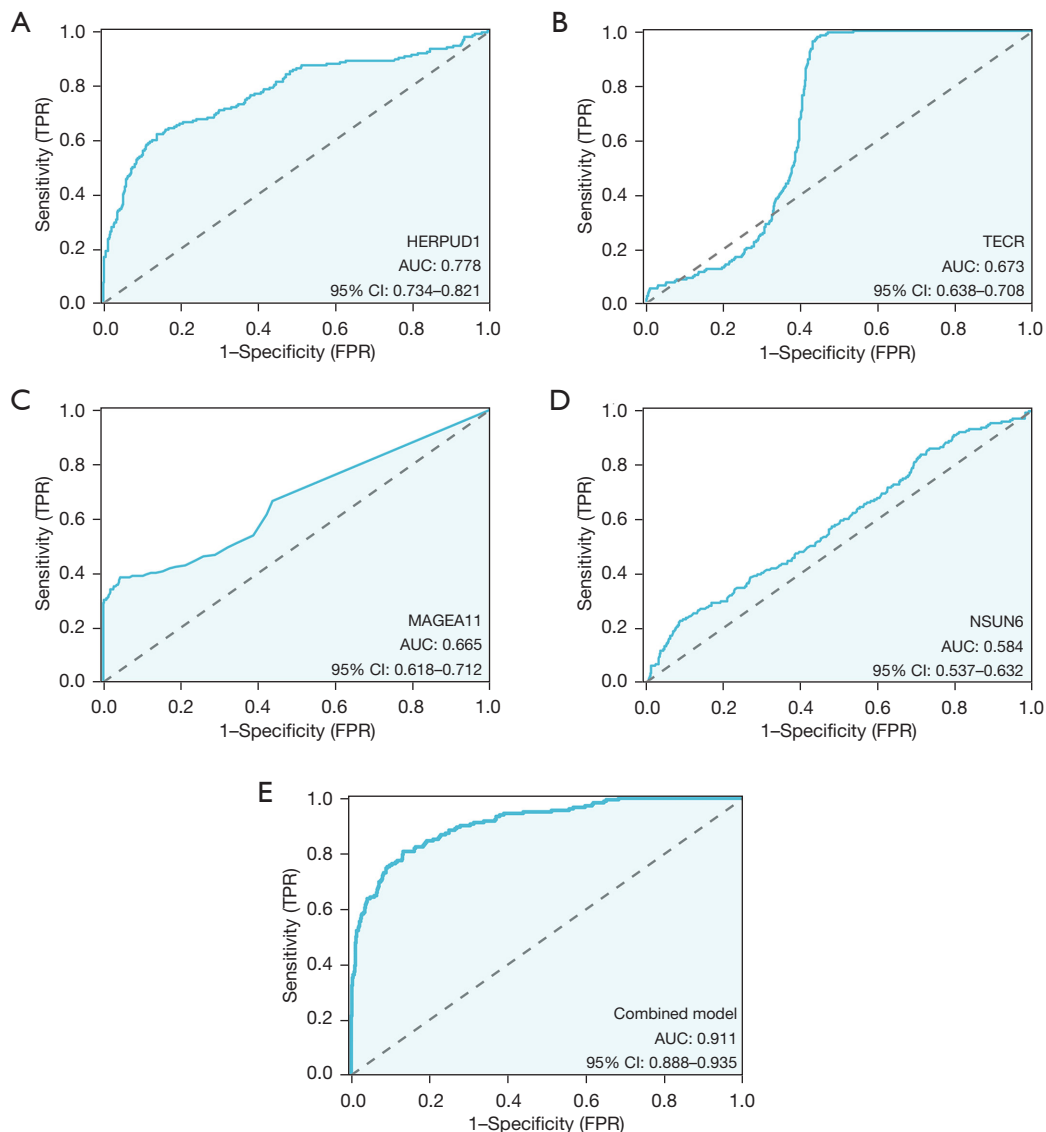 A
1.0
0.8
0.6
0.4
0.2
0.0
Sensitivity (TPR)
HERPUD1
AUC: 0.778
95% CI: 0.734–0.821
0.0 0.2 0.4 0.6 0.8 1.0
1–Specificity (FPR)
B
1.0
0.8
0.6
0.4
0.2
0.0
Sensitivity (TPR)
TECR
AUC: 0.673
95% CI: 0.638–0.708
0.0 0.2 0.4 0.6 0.8 1.0
1–Specificity (FPR)
C
1.0
0.8
0.6
0.4
0.2
0.0
Sensitivity (TPR)
MAGEA11
AUC: 0.665
95% CI: 0.618–0.712
0.0 0.2 0.4 0.6 0.8 1.0
1–Specificity (FPR)
D
1.0
0.8
0.6
0.4
0.2
0.0
Sensitivity (TPR)
NSUN6
AUC: 0.584
95% CI: 0.537–0.632
0.0 0.2 0.4 0.6 0.8 1.0
1–Specificity (FPR)
E
1.0
0.8
0.6
0.4
0.2
0.0
Sensitivity (TPR)
Combined model
AUC: 0.911
95% CI: 0.888–0.935
0.0 0.2 0.4 0.6 0.8 1.0
1–Specificity (FPR)